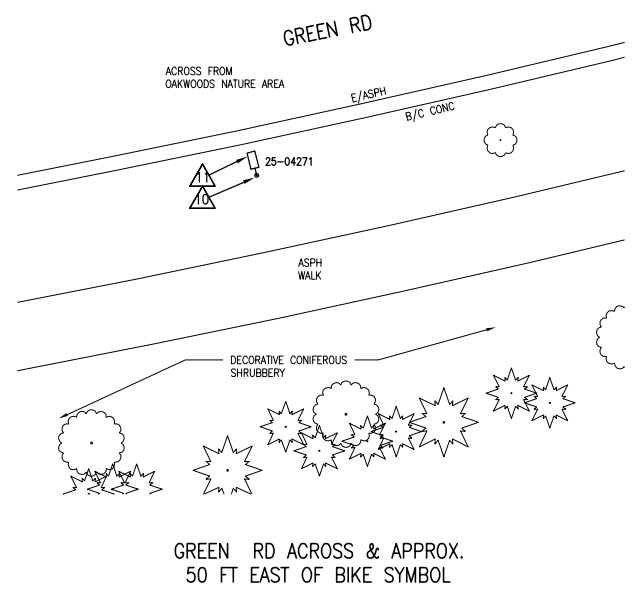 GREEN RD
ACROSS FROM
OAKWOODS NATURE AREA
E/ASPH
B/C CONC
11
25-04271
10
ASPH
WALK
DECORATIVE CONIFEROUS
SHRUBBERY
GREEN RD ACROSS & APPROX.
50 FT EAST OF BIKE SYMBOL